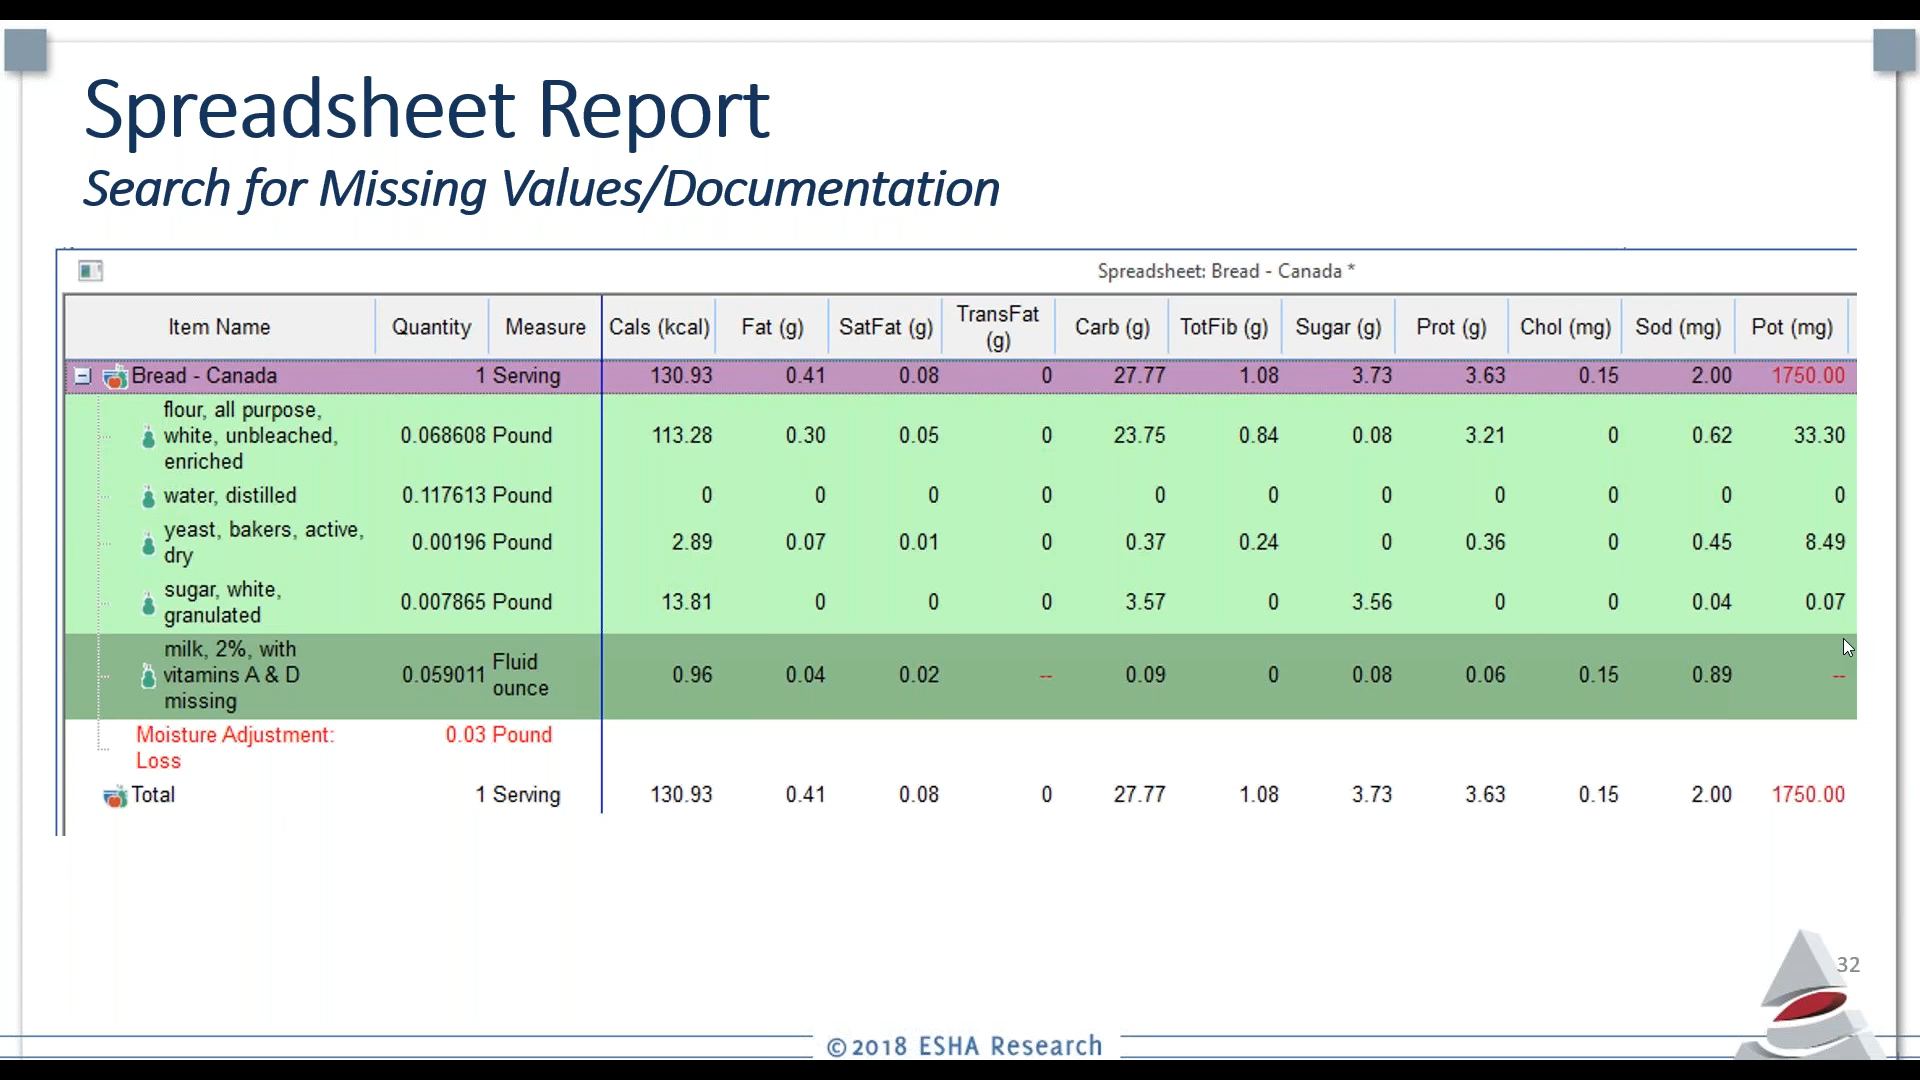 Spreadsheet Report
Search for Missing Values/Documentation
Spreadsheet: Bread - Canada *
Item Name Quantity Measure Cals (kcal) Fat (g) SatFat (g) TransFat (g) Carb (g) TotFib (g) Sugar (g) Prot (g) Chol (mg) Sod (mg) Pot (mg)
Bread - Canada 1 Serving 130.93 0.41 0.08 0 27.77 1.08 3.73 3.63 0.15 2.00 1750.00
flour, all purpose,
white, unbleached, 0.068608 Pound 113.28 0.30 0.05 0 23.75 0.84 0.08 3.21 0 0.62 33.30
enriched
water, distilled 0.117613 Pound 0 0 0 0 0 0 0 0 0 0 0
yeast, bakers, active,
dry 0.00196 Pound 2.89 0.07 0.01 0 0.37 0.24 0 0.36 0 0.45 8.49
sugar, white,
granulated 0.007865 Pound 13.81 0 0 0 3.57 0 3.56 0 0 0.04 0.07
milk, 2%, with
vitamins A & D 0.059011 Fluid ounce 0.96 0.04 0.02 -- 0.09 0 0.08 0.06 0.15 0.89 --
missing
Moisture Adjustment: 0.03 Pound
Loss
Total 1 Serving 130.93 0.41 0.08 0 27.77 1.08 3.73 3.63 0.15 2.00 1750.00
32
©2018 ESHA Research